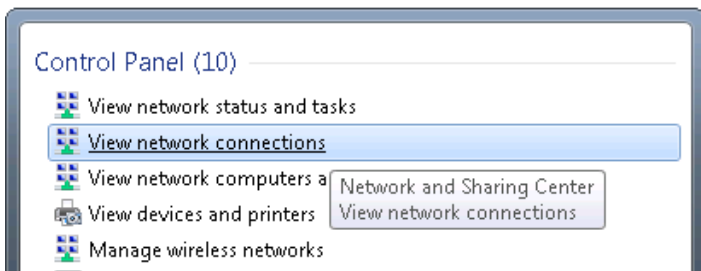 Control Panel (10)
View network status and tasks
View network connections
View network computers a
Network and Sharing Center
View network connections
View devices and printers
Manage wireless networks